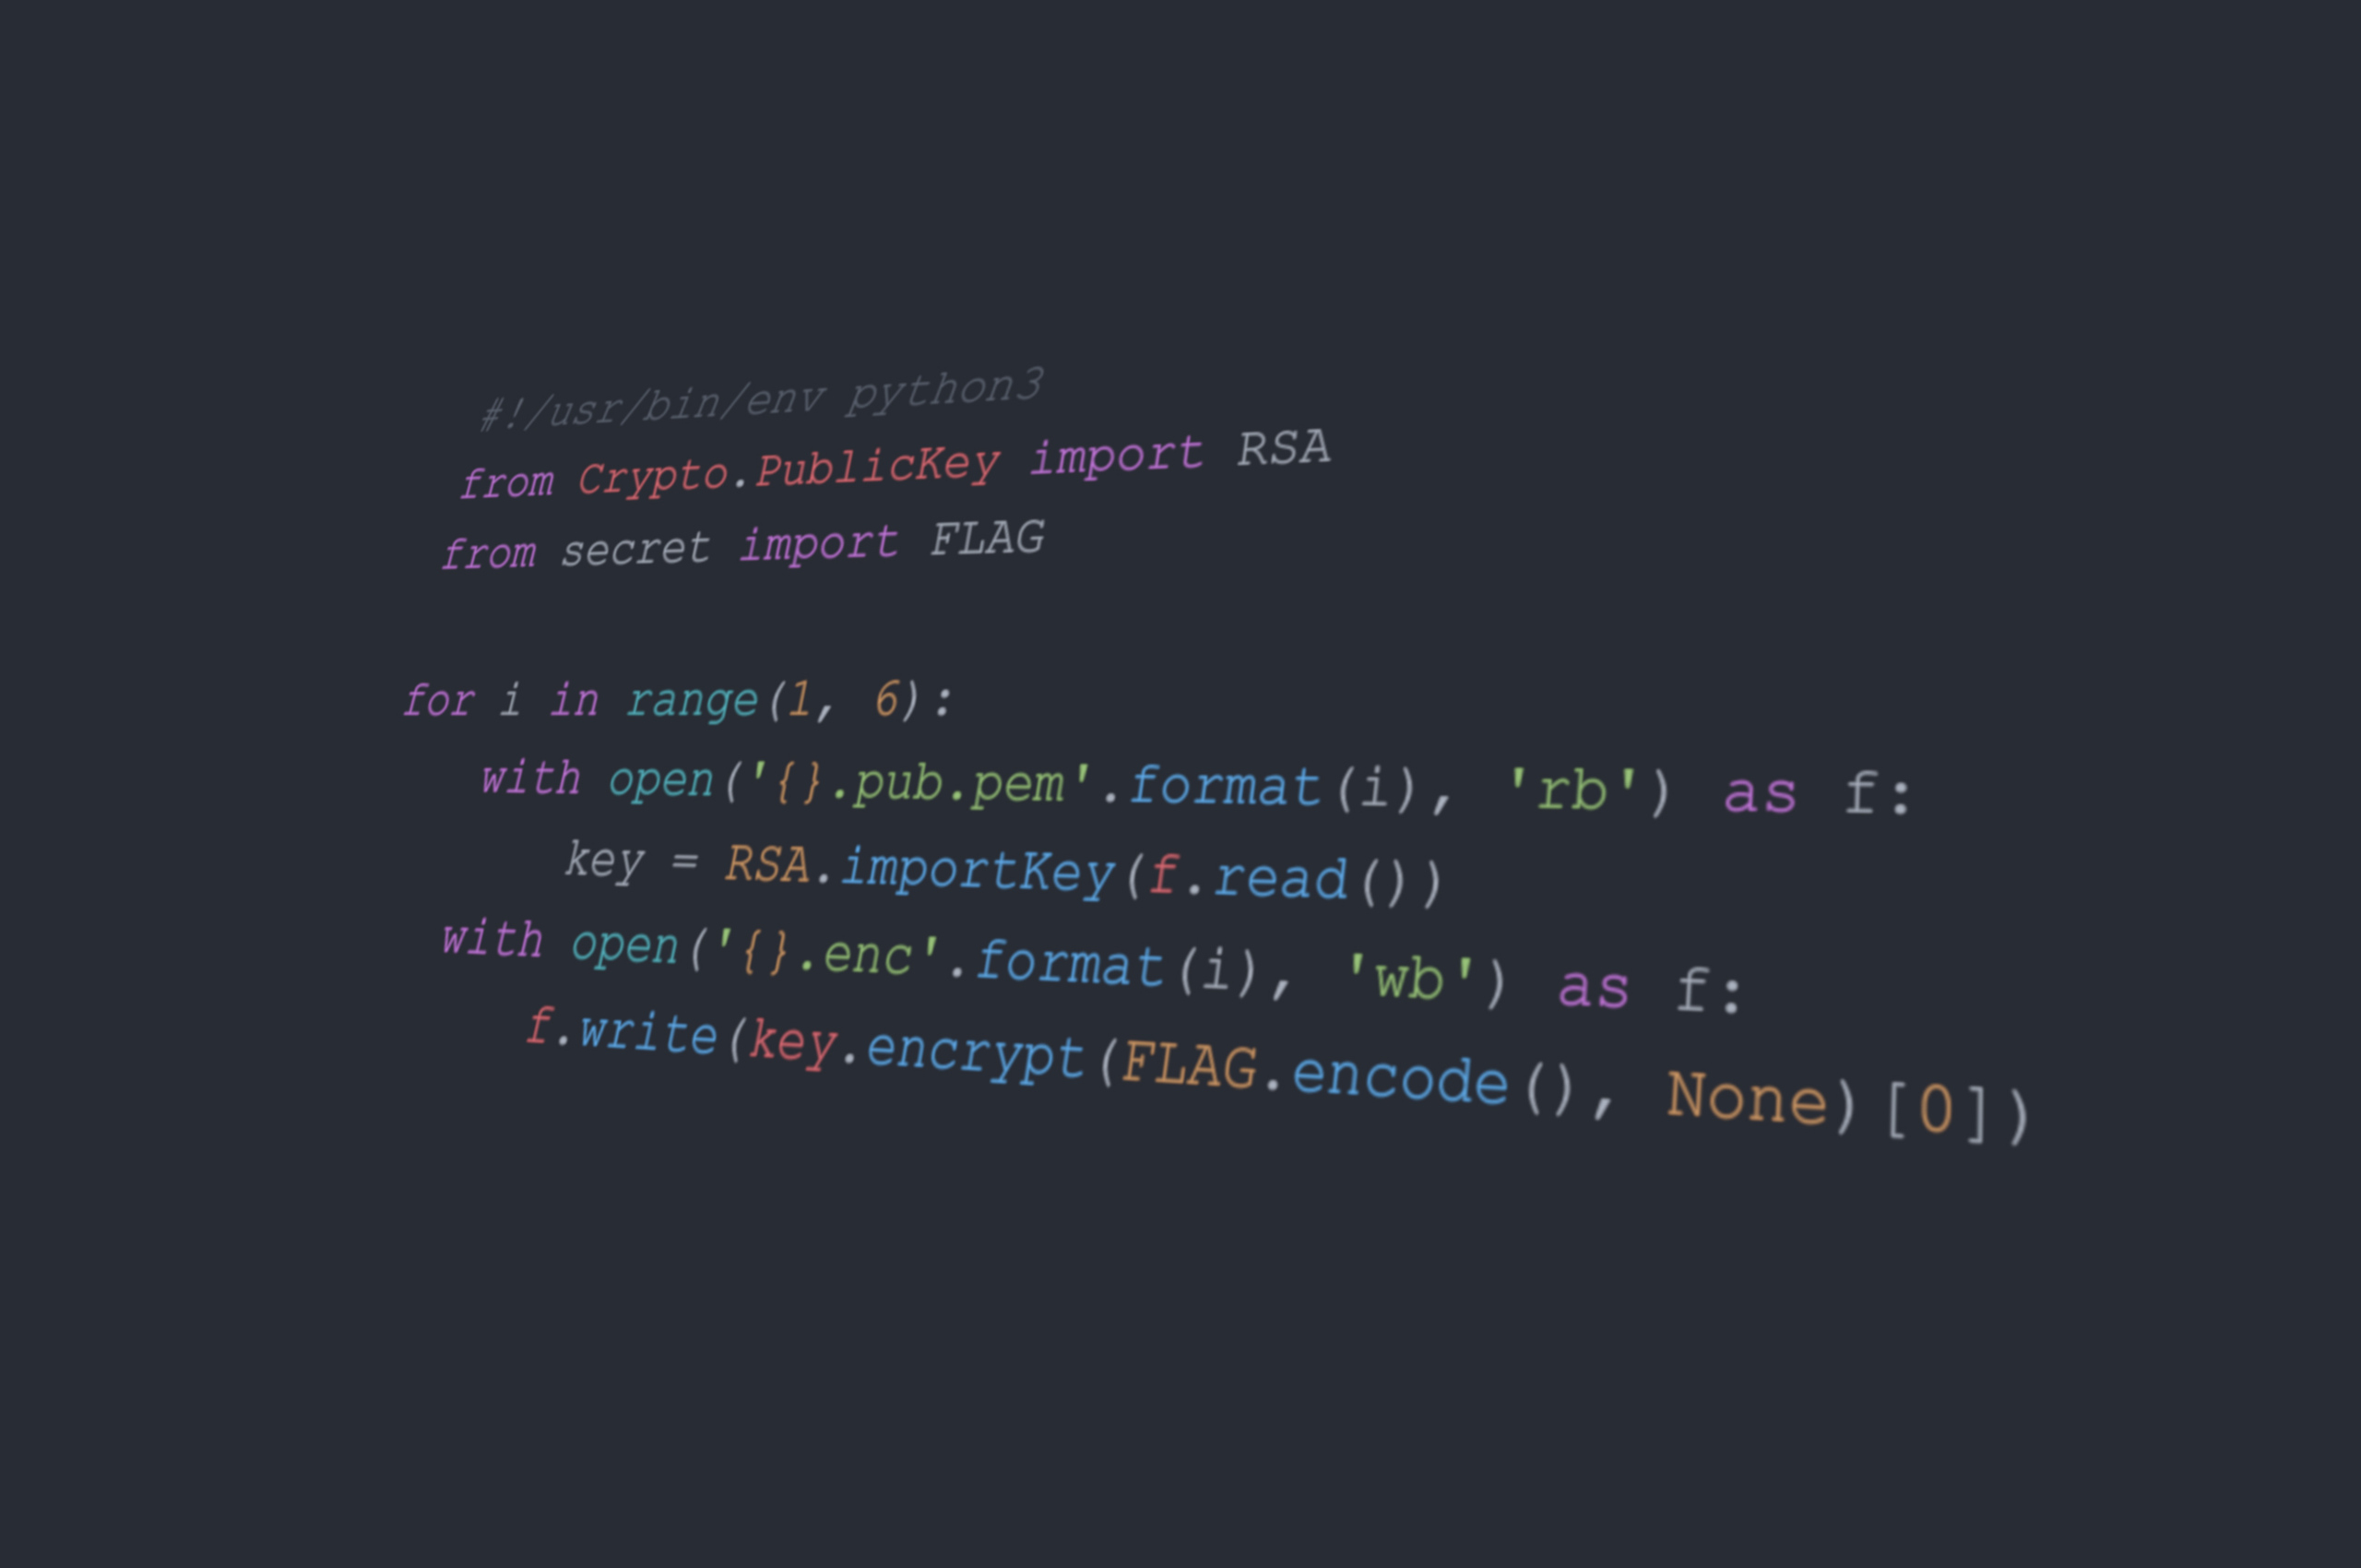 #!/usr/bin/env python3
from Crypto.PublicKey import RSA
from secret import FLAG
for i in range(1, 6):
with open('{}.pub.pem'.format(i), 'rb') as f:
key = RSA.importKey(f.read())
with open('{}.enc'.format(i), 'wb') as f:
f.write(key.encrypt(FLAG.encode(), None)[0])